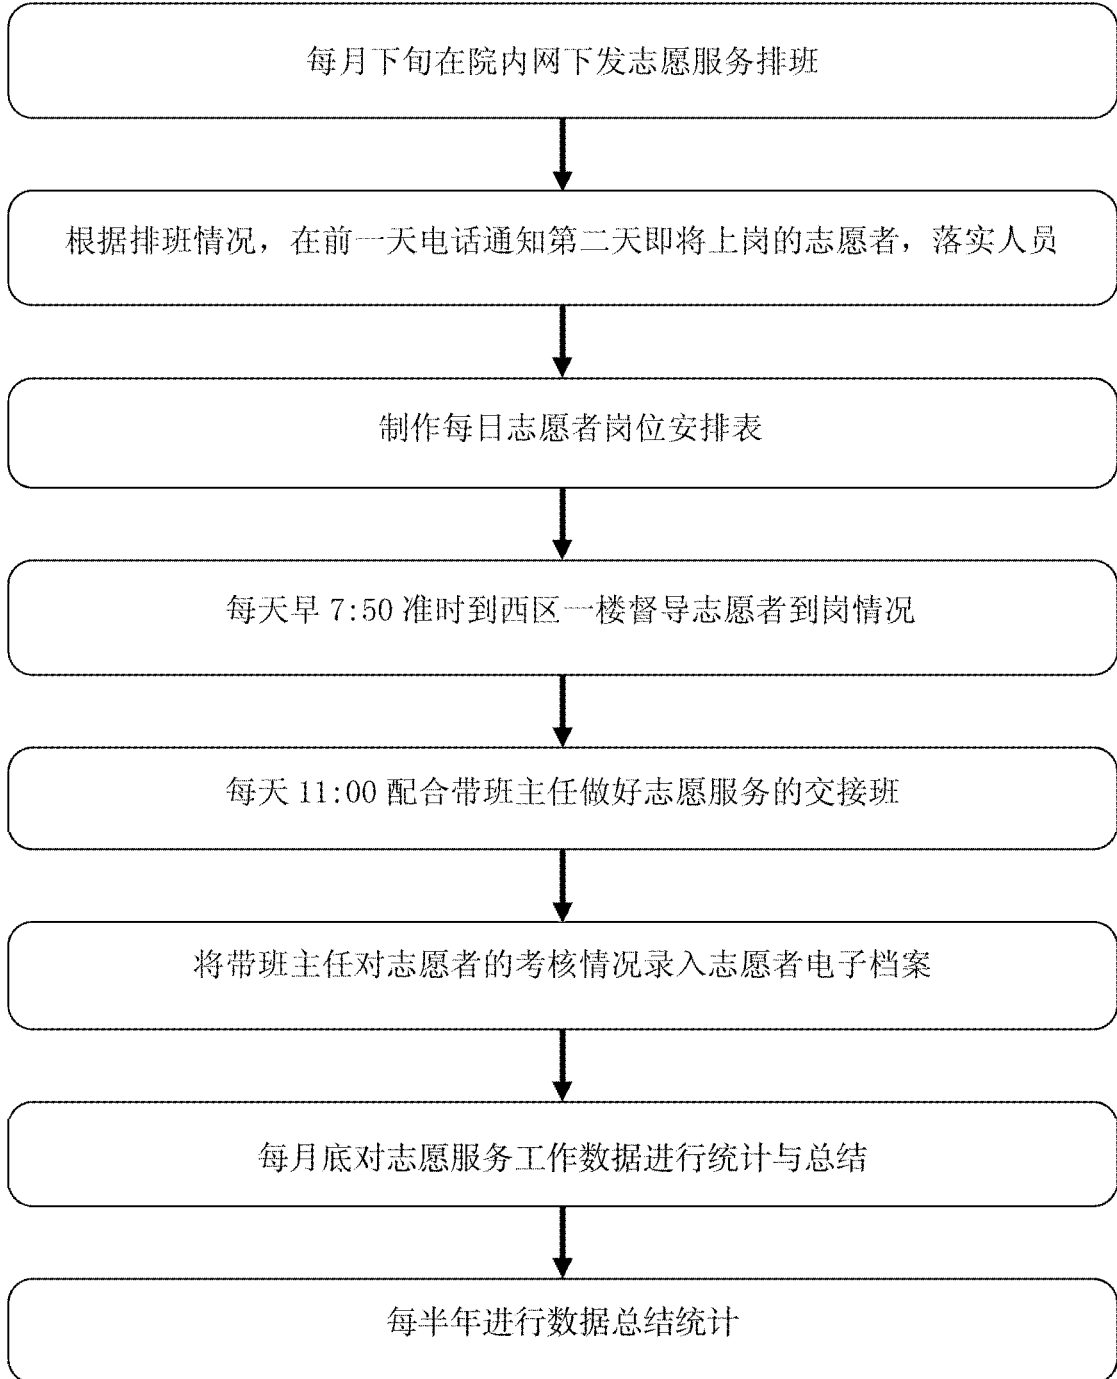 每月下旬在院内网下发志愿服务排班
根据排班情况，在前一天电话通知第二天即将上岗的志愿者，落实人员
制作每日志愿者岗位安排表
每天早 7:50 准时到西区一楼督导志愿者到岗情况
每天 11:00 配合带班主任做好志愿服务的交接班
将带班主任对志愿者的考核情况录入志愿者电子档案
每月底对志愿服务工作数据进行统计与总结
每半年进行数据总结统计